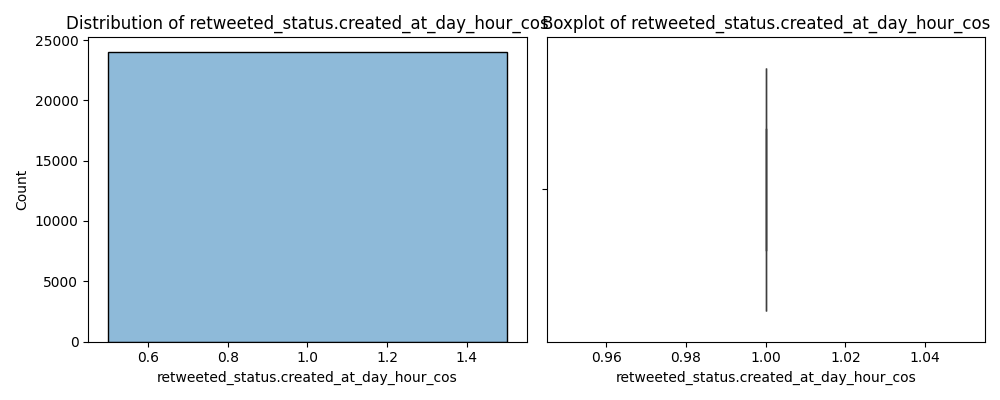 Distribution of retweeted_status.created_at_day_hour_cos
Boxplot of retweeted_status.created_at_day_hour_cos
25000
20000
15000
10000
5000
0
Count
0.6 0.8 1.0 1.2 1.4
retweeted_status.created_at_day_hour_cos
0.96 0.98 1.00 1.02 1.04
retweeted_status.created_at_day_hour_cos